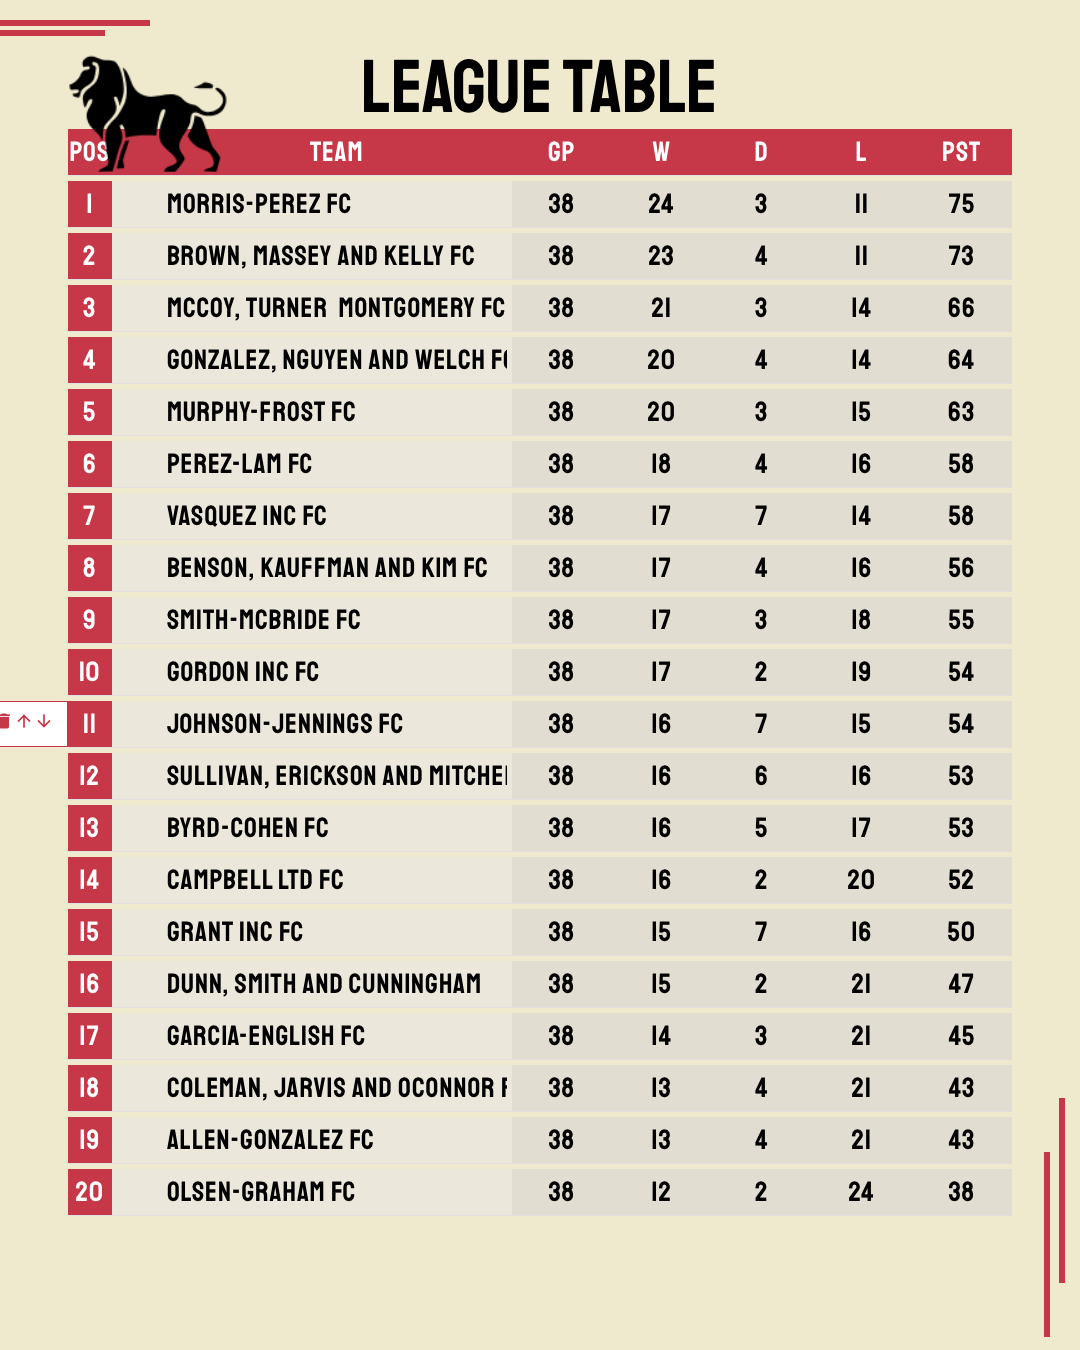 LEAGUE TABLE
POS TEAM GP W D L PST
1 MORRIS-PEREZ FC 38 24 3 11 75
2 BROWN, MASSEY AND KELLY FC 38 23 4 11 73
3 MCCOY, TURNER MONTGOMERY FC 38 21 3 14 66
4 GONZALEZ, NGUYEN AND WELCH FC 38 20 4 14 64
5 MURPHY-FROST FC 38 20 3 15 63
6 PEREZ-LAM FC 38 18 4 16 58
7 VASQUEZ INC FC 38 17 7 14 58
8 BENSON, KAUFFMAN AND KIM FC 38 17 4 16 56
9 SMITH-MCBRIDE FC 38 17 3 18 55
10 GORDON INC FC 38 17 2 19 54
11 JOHNSON-JENNINGS FC 38 16 7 15 54
12 SULLIVAN, ERICKSON AND 38 16 6 16 53
13 BYRD-COHEN FC 38 16 5 17 53
14 CAMPBELL LTD FC 38 16 2 20 52
15 GRANT INC FC 38 15 7 16 50
16 DUNN, SMITH AND CUNNINGHAM 38 15 2 21 47
17 GARCIA-ENGLISH FC 38 14 3 21 45
18 COLEMAN, JARVIS AND OCONNOR 38 13 4 21 43
19 ALLEN-GONZALEZ FC 38 13 4 21 43
20 OLSEN-GRAHAM FC 38 12 2 24 38